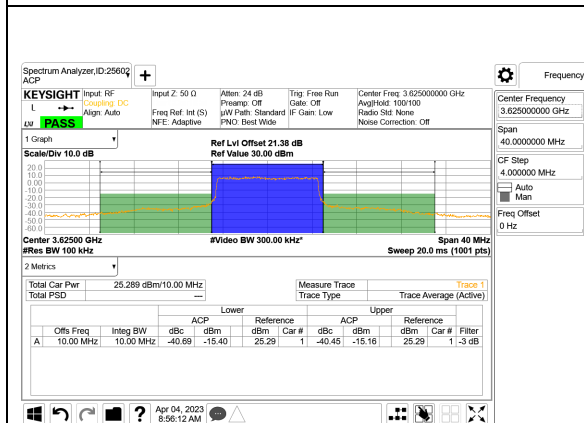 Spectrum Analyzer,ID:25602
ACP
+
Frequency
KEYSIGHT Input: RF Input Z: 50 Ω Atten: 24 dB Trig: Free Run Center Freq: 3.625000000 GHz
L Coupling: DC Preamp: Off Gate: Off Avg|Hold: 100/100
Align: Auto Freq Ref: Int (S) µW Path: Standard IF Gain: Low Radio Std: None
LXI PASS NFE: Adaptive PNO: Best Wide Noise Correction: Off
Center Frequency
3.625000000 GHz
Span
40.0000000 MHz
CF Step
4.000000 MHz
Auto
Man
Freq Offset
0 Hz
1 Graph Ref Lvl Offset 21.38 dB
Scale/Div 10.0 dB Ref Value 30.00 dBm
20.0
10.0
0.00
-10.0
-20.0
-30.0
-40.0
-50.0
-60.0
Center 3.62500 GHz #Video BW 300.00 kHz* Span 40 MHz
#Res BW 100 kHz Sweep 20.0 ms (1001 pts)
2 Metrics
Total Car Pwr 25.289 dBm/10.00 MHz Measure Trace Trace 1
Total PSD --- Trace Type Trace Average (Active)
Lower Upper
ACP Reference ACP Reference
Offs Freq Integ BW dBc dBm dBm Car # dBc dBm dBm Car # Filter
A 10.00 MHz 10.00 MHz -40.69 -15.40 25.29 1 -40.45 -15.16 25.29 1 -3 dB
? Apr 04, 2023
8:56:12 AM